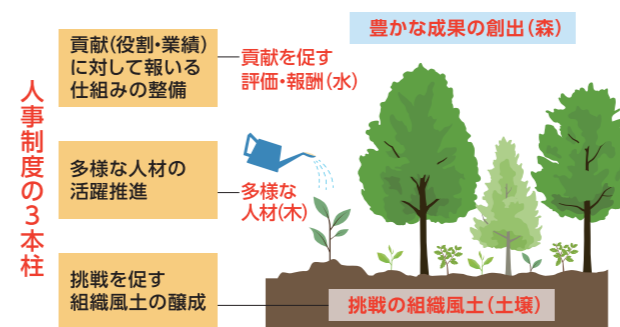 人事制度の3本柱
貢献(役割・業績)
に対して報いる
仕組みの整備
貢献を促す
評価・報酬(水)
多様な人材の
活躍推進
多様な
人材(木)
挑戦を促す
組織風土の醸成
豊かな成果の創出(森)
挑戦の組織風土(土壌)